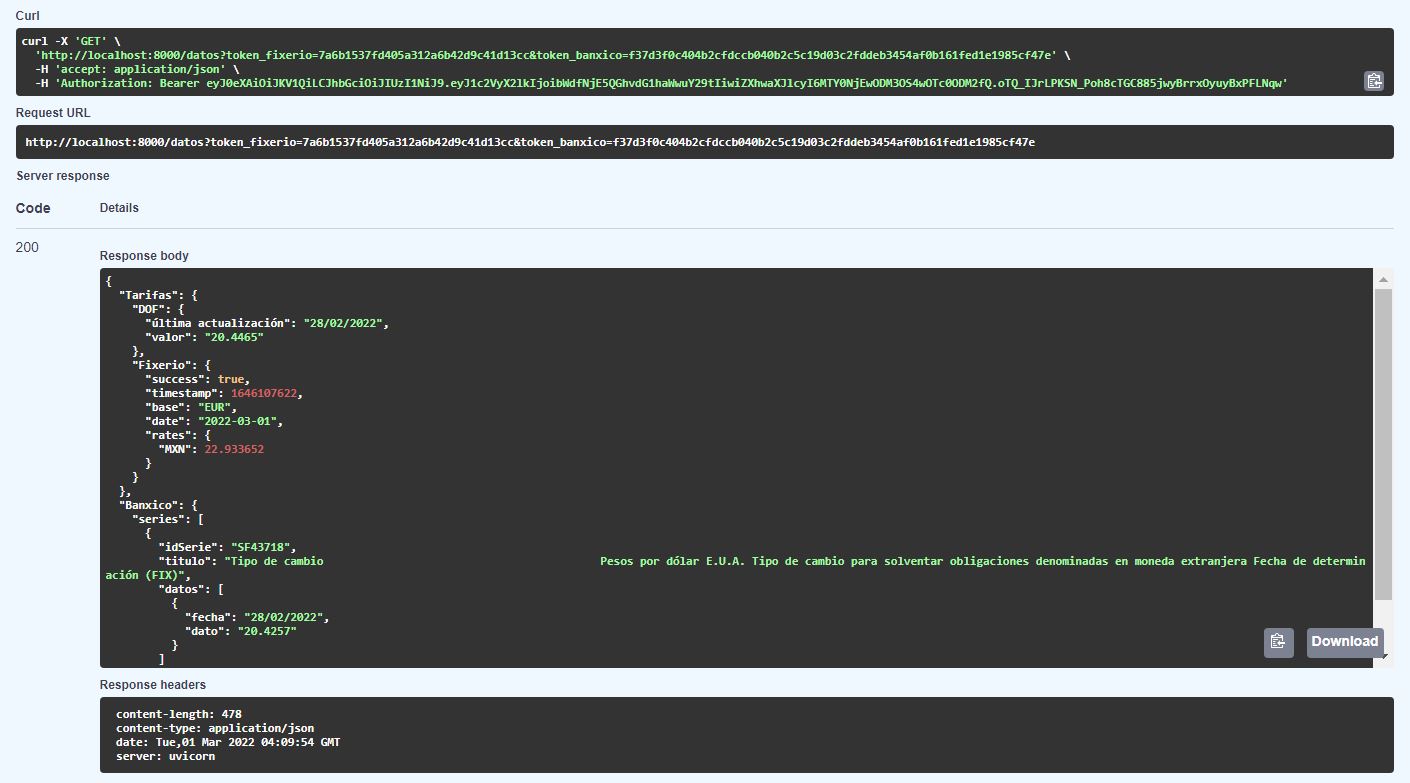 Curl
curl -X 'GET' \
'http://localhost:8000/datos?token_fixerio=7a6b1537fd405a312a6b42d9c41d13cc&token_banxico=f37d3f0c404b2cfdccb040b2c5c19d03c2fddeb3454af0b161fed1e1985cf47e' \
-H 'accept: application/json' \
-H 'Authorization: Bearer eyJ0eXAiOiJKV1QiLCJhbGciOiJIUzI1NiJ9.eyJ1c2VyX2lkIjoibWdfNjE5QGhvdG1haWwuY29tIiwiZXhwaXJlcyI6MTY0NjEwODM3OS4wOTc0ODM2fQ.oTQ_IJrLPKSN_Poh8cTGC885jwyBrrxOyuyBxPFLNqw'
Request URL
http://localhost:8000/datos?token_fixerio=7a6b1537fd405a312a6b42d9c41d13cc&token_banxico=f37d3f0c404b2cfdccb040b2c5c19d03c2fddeb3454af0b161fed1e1985cf47e
Server response
Code Details
200
Response body
{
"Tarifas": {
"DOF": {
"última actualización": "28/02/2022",
"valor": "20.4465"
},
"Fixerio": {
"success": true,
"timestamp": 1646107622,
"base": "EUR",
"date": "2022-03-01",
"rates": {
"MXN": 22.933652
}
}
},
"Banxico": {
"series": [
{
"idSerie": "SF43718",
"titulo": "Tipo de cambio Pesos por dólar E.U.A. Tipo de cambio para solventar obligaciones denominadas en moneda extranjera Fecha de determin
ación (FIX)",
"datos": [
{
"fecha": "28/02/2022",
"dato": "20.4257"
}
]
Download
Response headers
content-length: 478
content-type: application/json
date: Tue,01 Mar 2022 04:09:54 GMT
server: uvicorn